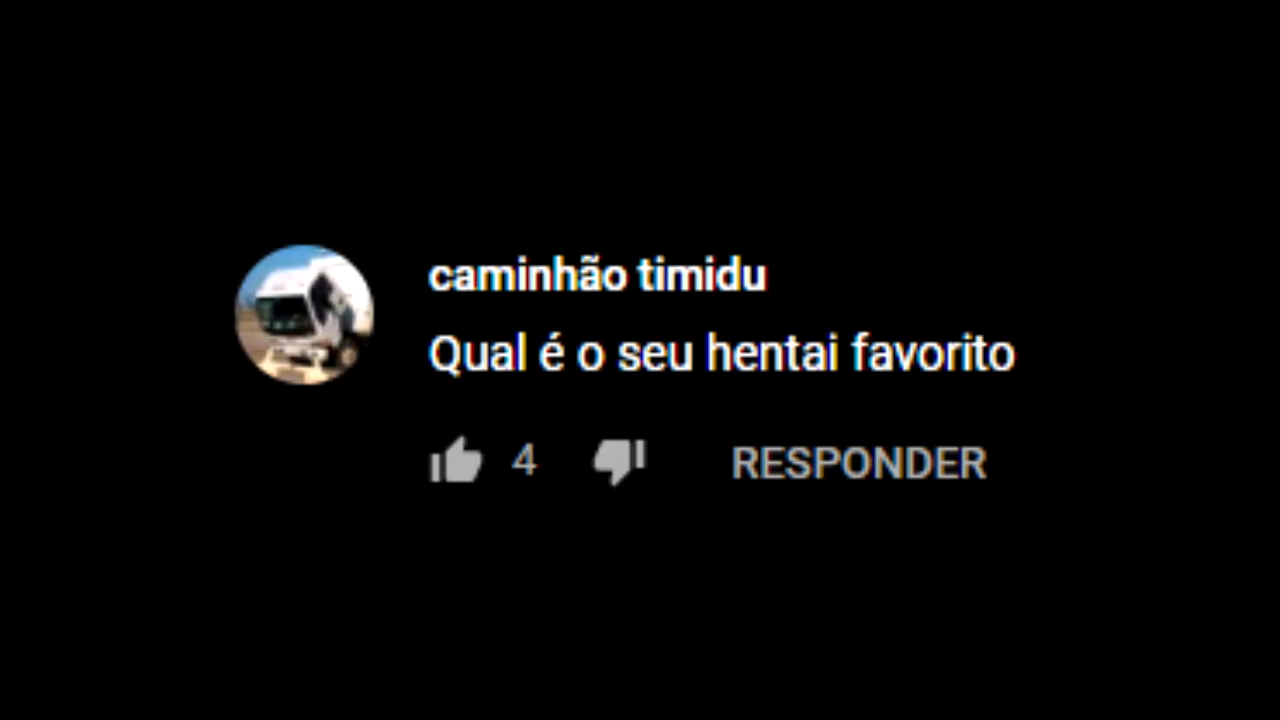 caminhão timidu
Qual é o seu hentai favorito
4 RESPONDER